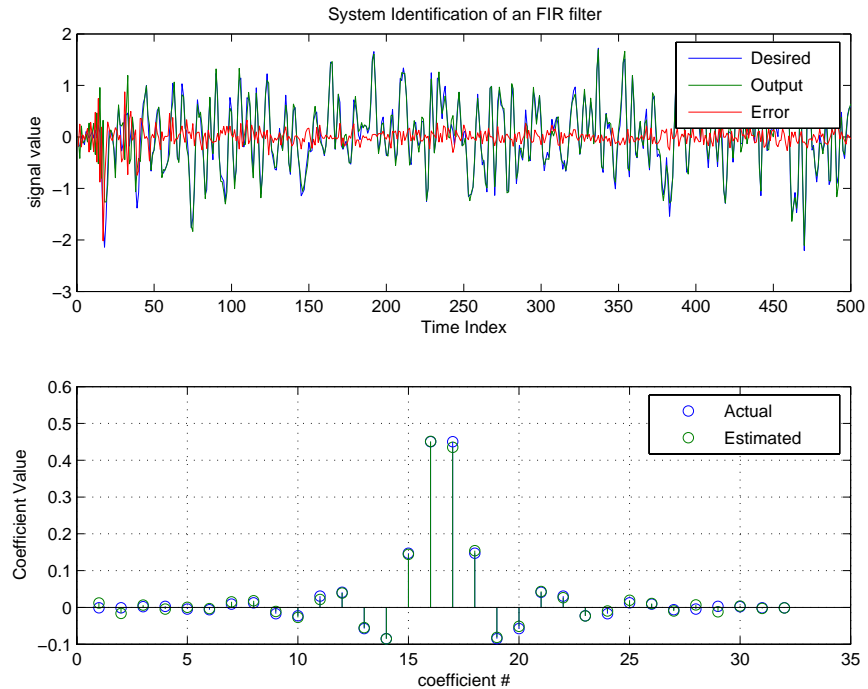 System Identification of an FIR filter
signal value
2
1
0
−1
−2
−3
Desired
Output
Error
0 50 100 150 200 250 300 350 400 450 500
Time Index
Coefficient Value
0.6
0.5
0.4
0.3
0.2
0.1
0
−0.1
Actual
Estimated
0 5 10 15 20 25 30 35
coefficient #